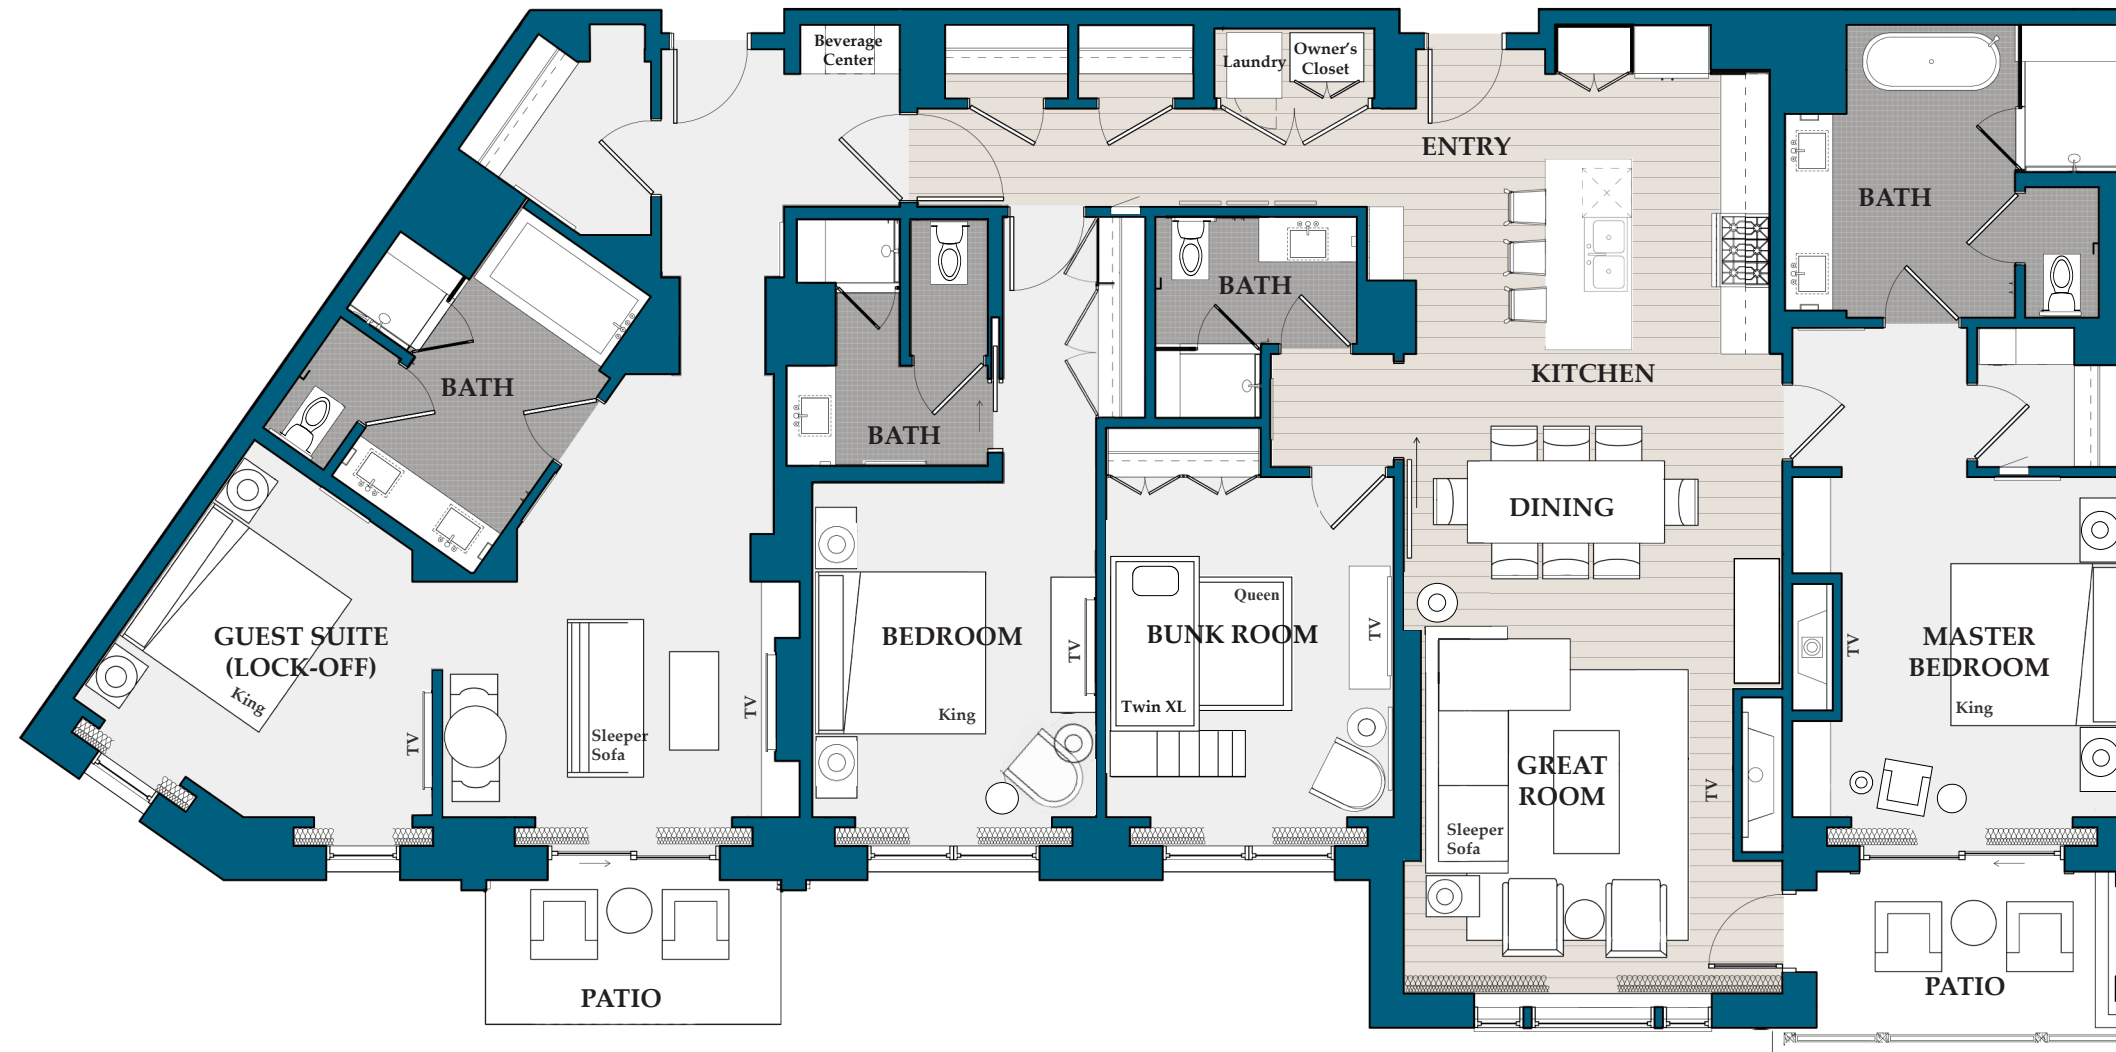 Beverage
Center
Laundry
Owner's
Closet
ENTRY
BATH
BATH
KITCHEN
BATH
BATH
DINING
GUEST SUITE
(LOCK-OFF)
King
TV
Sleeper
Sofa
TV
BEDROOM
King
TV
Queen
BUNK ROOM
Twin XL
TV
GREAT
ROOM
Sleeper
Sofa
TV
TV
MASTER
BEDROOM
King
PATIO
PATIO